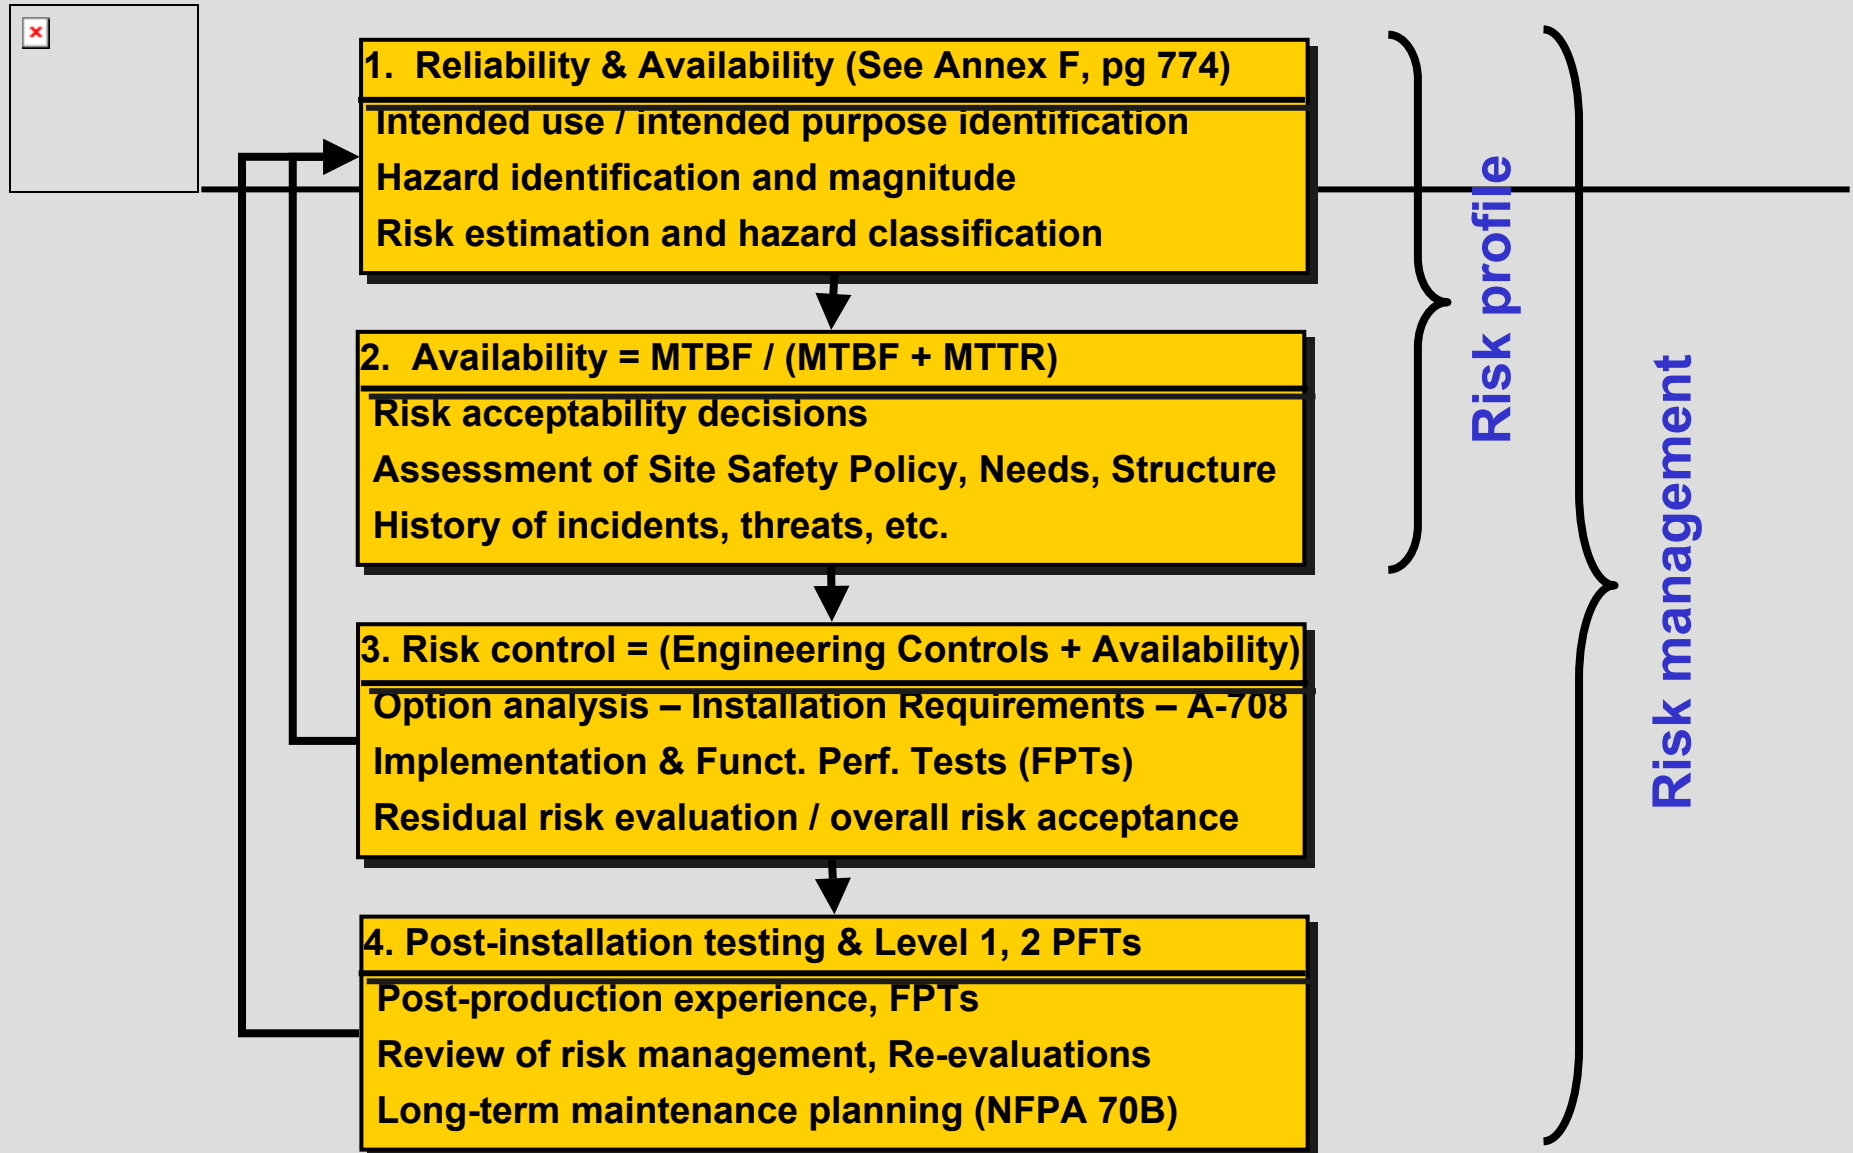 1. Reliability & Availability (See Annex F, pg 774)
Intended use / intended purpose identification
Hazard identification and magnitude
Risk estimation and hazard classification
2. Availability = MTBF / (MTBF + MTTR)
Risk acceptability decisions
Assessment of Site Safety Policy, Needs, Structure
History of incidents, threats, etc.
3. Risk control = (Engineering Controls + Availability)
Option analysis – Installation Requirements – A-708
Implementation & Funct. Perf. Tests (FPTs)
Residual risk evaluation / overall risk acceptance
4. Post-installation testing & Level 1, 2 PFTs
Post-production experience, FPTs
Review of risk management, Re-evaluations
Long-term maintenance planning (NFPA 70B)
Risk profile
Risk management